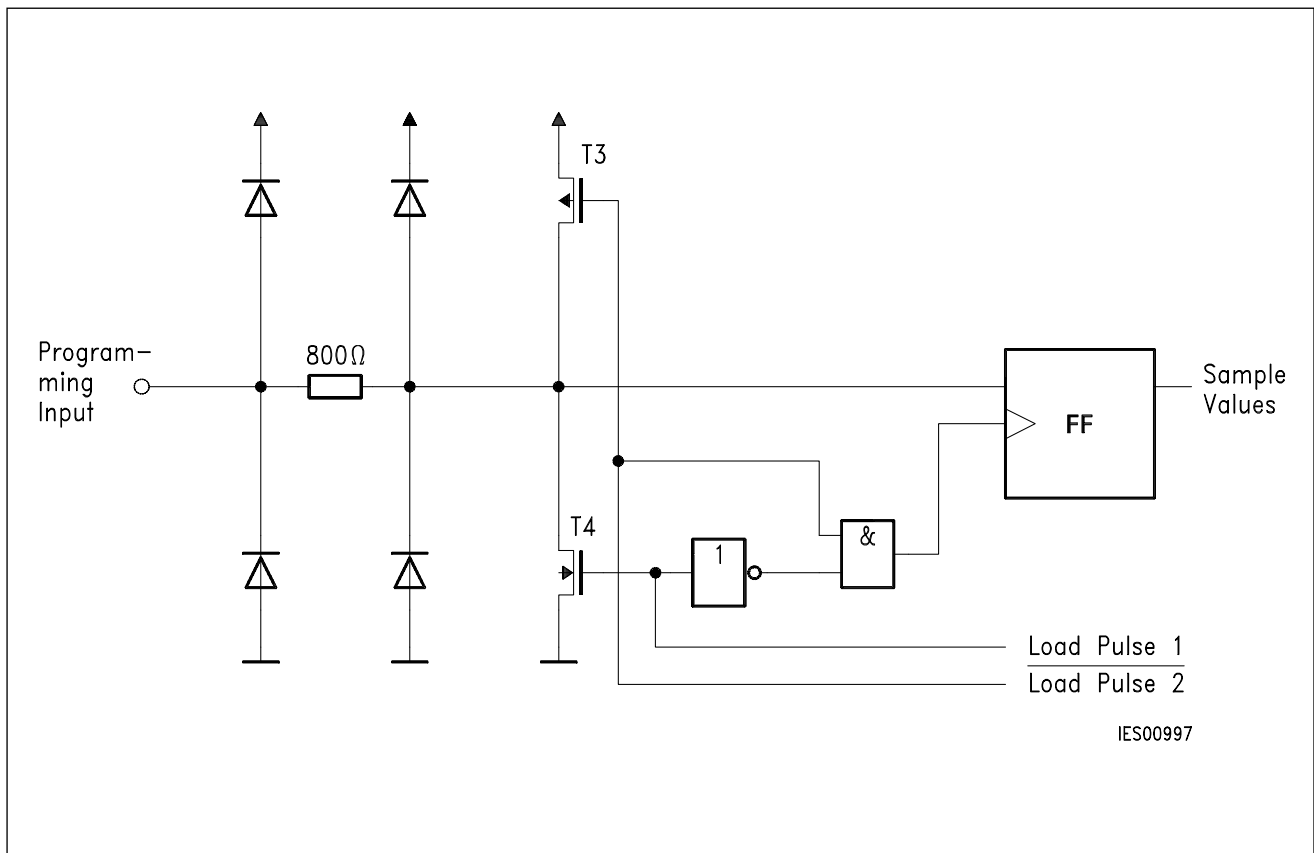 T3
Program-
ming
Input
800Ω
Sample
Values
FF
T4
1
&
Load Pulse 1
Load Pulse 2
IES00997